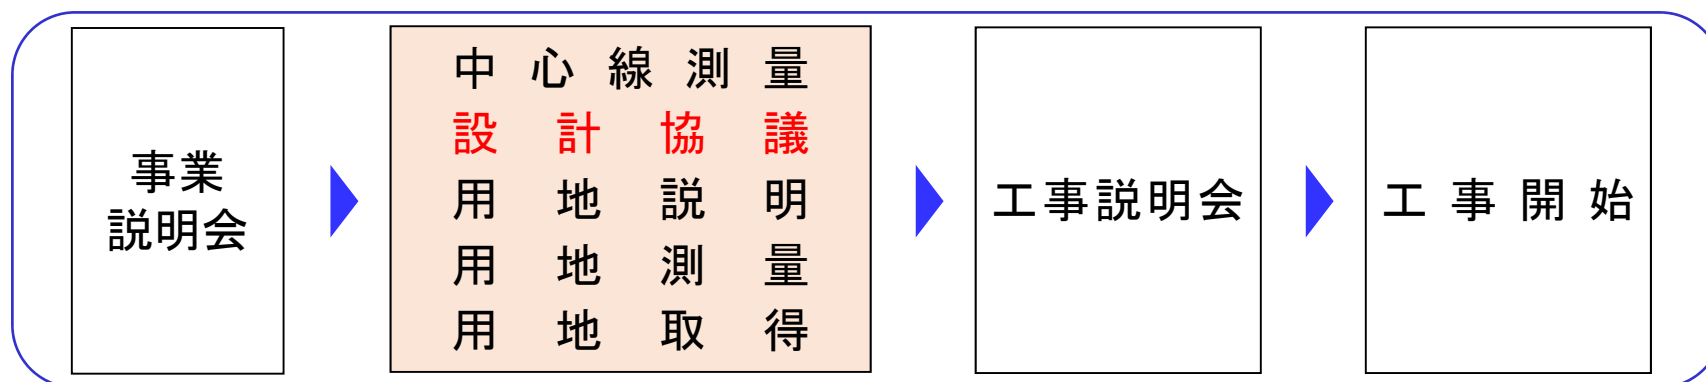 事業
説明会
中心線測量
設計協議
用地説明
用地測量
用地取得
工事説明会
工事開始